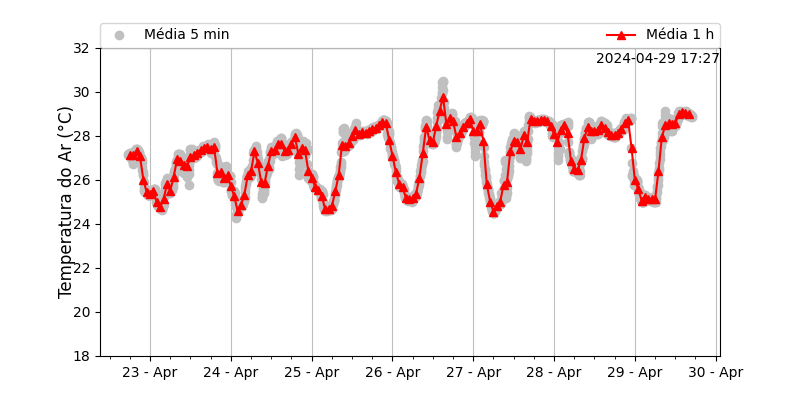 Média 5 min
Média 1 h
2024-04-29 17:27
Temperatura do Ar (°C)
32
30
28
26
24
22
20
18
23 - Apr
24 - Apr
25 - Apr
26 - Apr
27 - Apr
28 - Apr
29 - Apr
30 - Apr